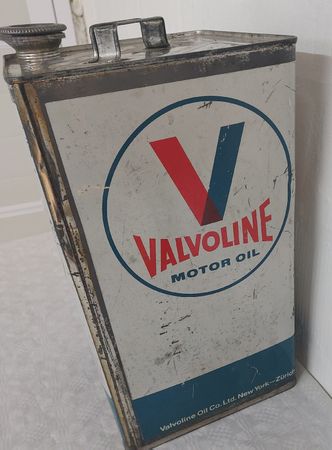 V
VALVOLINE
MOTOR OIL
Valvoline Oil Co. Ltd. New York—Zürich